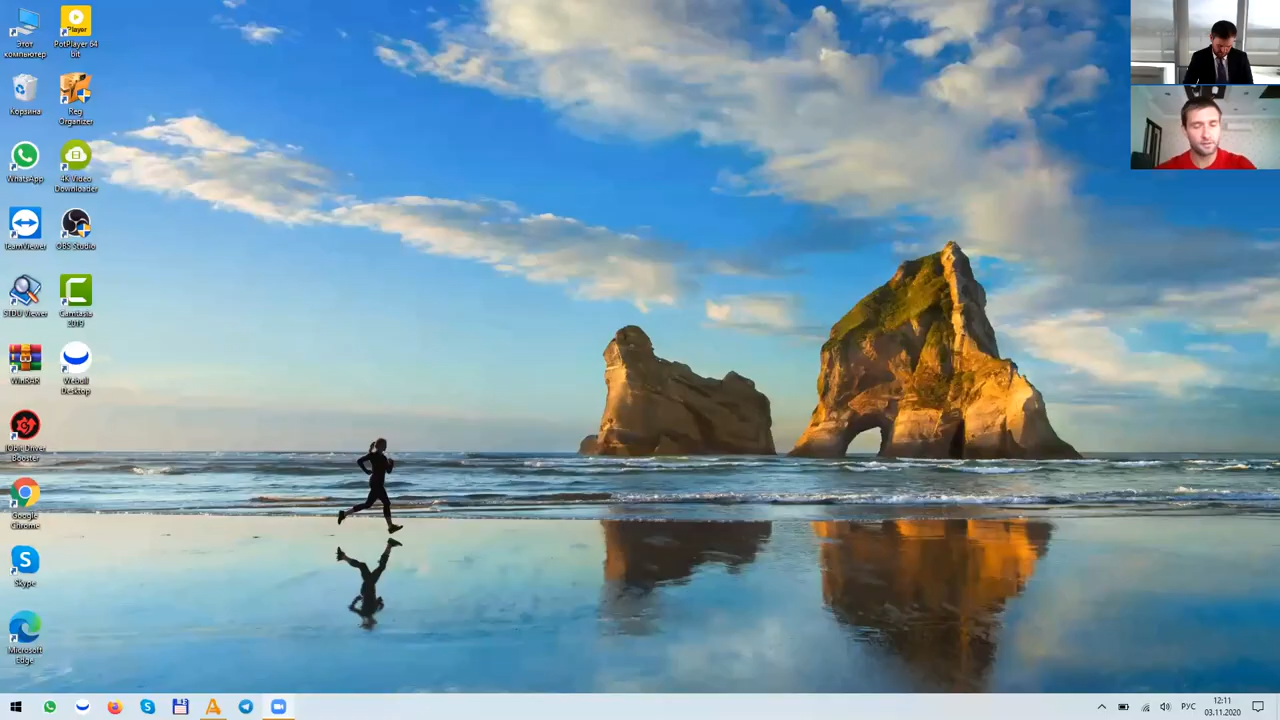 Этот
компьютер
PotPlayer 64
bit
Player
Корзина
Reg
Organizer
WhatsApp
4K Video
Downloader
TeamViewer
OBS Studio
STDU Viewer
Camtasia
2019
WinRAR
Webull
Desktop
IObit Driver
Booster
Google
Chrome
Skype
Microsoft
Edge
РУС
12:11
03.11.2020